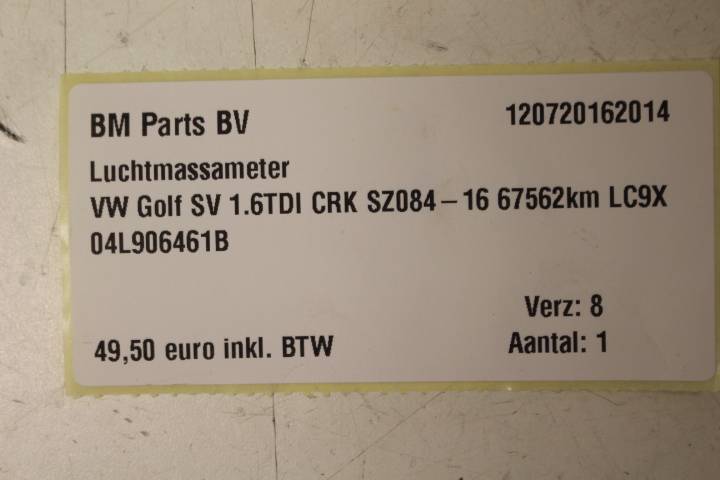 BM Parts BV 120720162014
Luchtmassameter
VW Golf SV 1.6TDI CRK SZ084-16 67562km LC9X
04L906461B
Verz: 8
49,50 euro inkl. BTW Aantal: 1